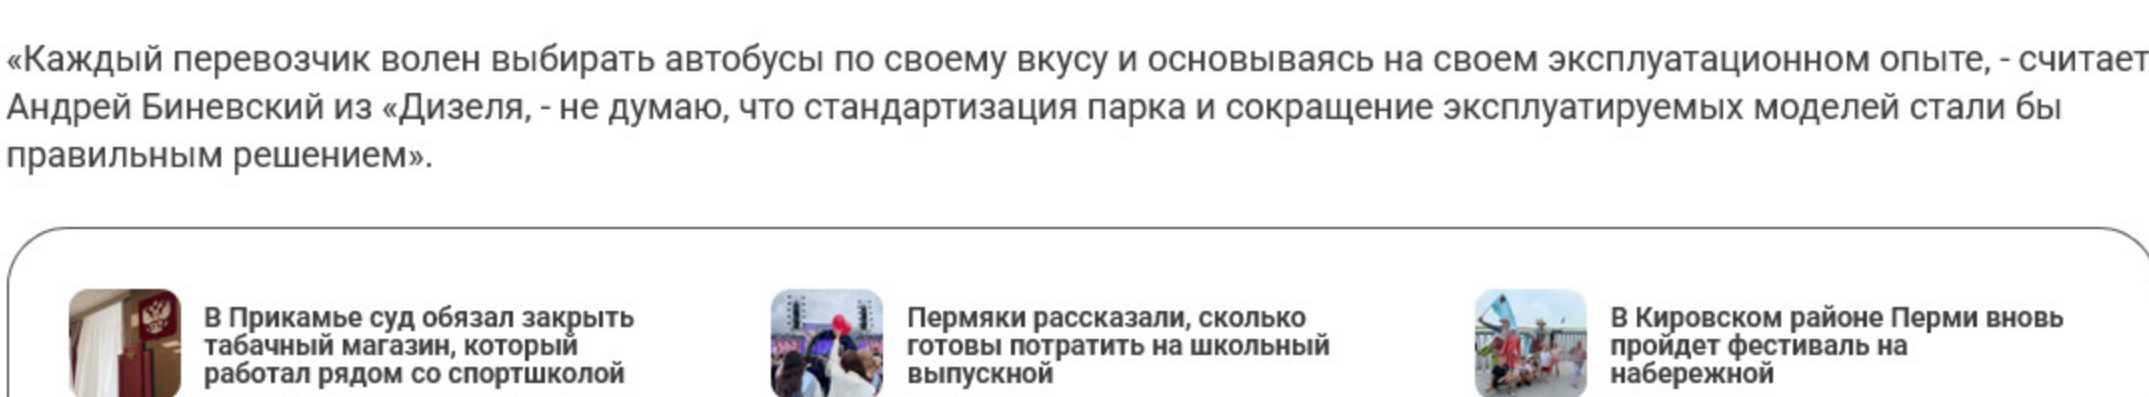 «Каждый перевозчик волен выбирать автобусы по своему вкусу и основываясь на своем эксплуатационном опыте, - считает
Андрей Биневский из «Дизеля, - не думаю, что стандартизация парка и сокращение эксплуатируемых моделей стали бы
правильным решением».
В Прикамье суд обязал закрыть
табачный магазин, который
работал рядом со спортшколой
Пермяки рассказали, сколько
готовы потратить на школьный
выпускной
В Кировском районе Перми вновь
пройдет фестиваль на
набережной